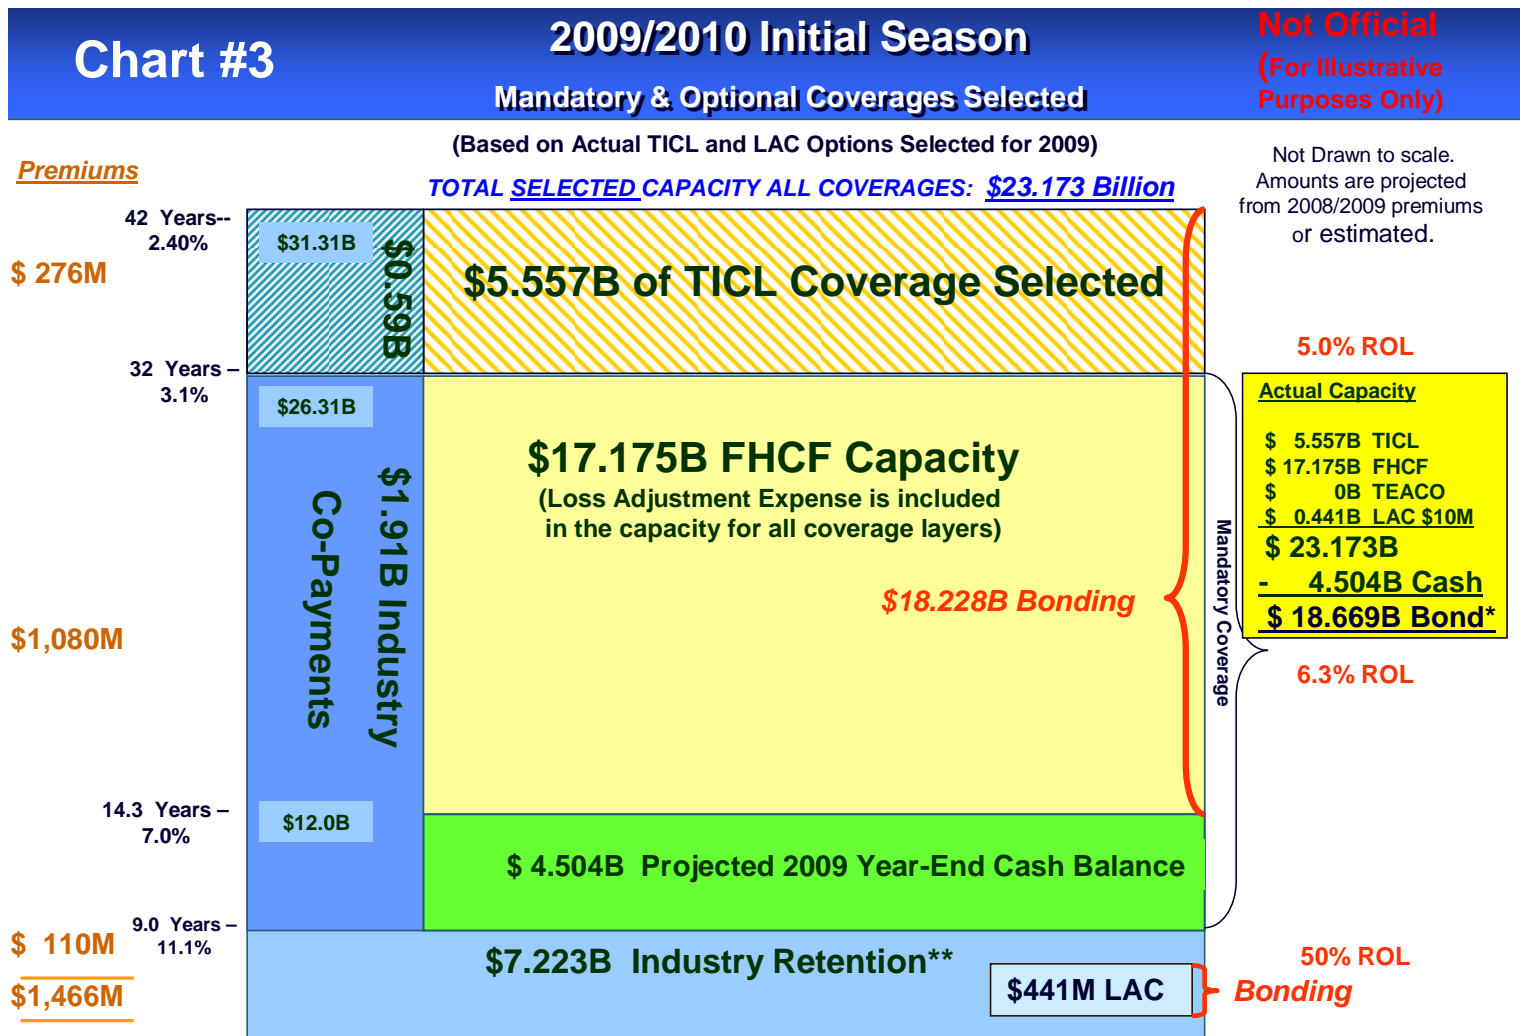 Chart #3
2009/2010 Initial Season
Mandatory & Optional Coverages Selected
Not Official
(For Illustrative
Purposes Only)
(Based on Actual TICL and LAC Options Selected for 2009)
TOTAL SELECTED CAPACITY ALL COVERAGES: $23.173 Billion
Not Drawn to scale.
Amounts are projected
from 2008/2009 premiums
or estimated.
Premiums
42 Years--
2.40%
$ 276M
$31.31B
$0.59B
$5.557B of TICL Coverage Selected
5.0% ROL
32 Years –
3.1%
$26.31B
$17.175B FHCF Capacity
(Loss Adjustment Expense is included
in the capacity for all coverage layers)
$18.228B Bonding
Co-Payments
$1.91B Industry
Mandatory Coverage
Actual Capacity
$ 5.557B TICL
$ 17.175B FHCF
$ 0B TEACO
$ 0.441B LAC $10M
$ 23.173B
- 4.504B Cash
$ 18.669B Bond*
$1,080M
6.3% ROL
14.3 Years –
7.0%
$12.0B
$ 4.504B Projected 2009 Year-End Cash Balance
9.0 Years –
11.1%
$ 110M
$7.223B Industry Retention**
50% ROL
$1,466M
$441M LAC
Bonding